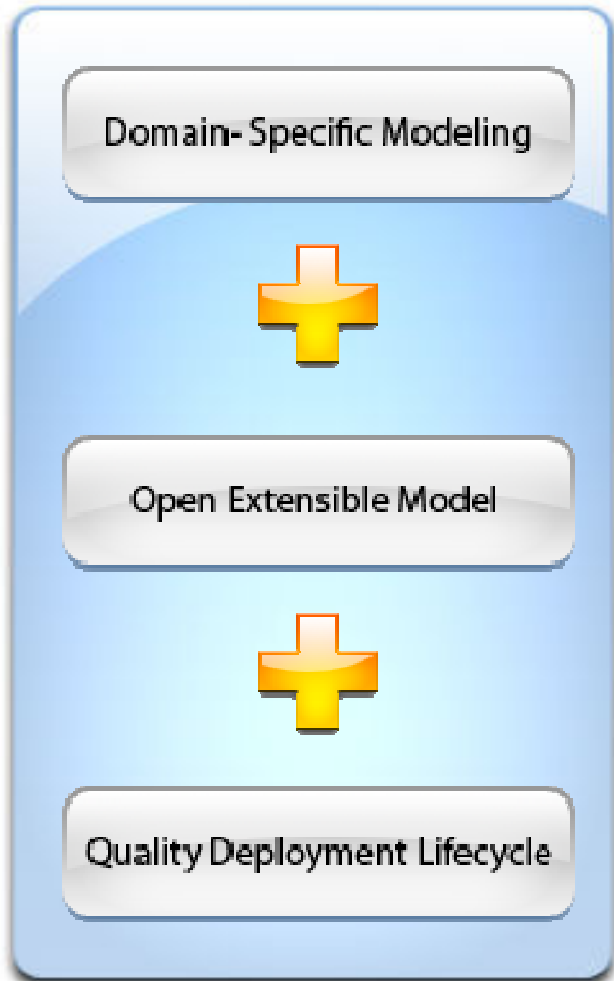 Domain- Specific Modeling
Open Extensible Model
Quality Deployment Lifecycle